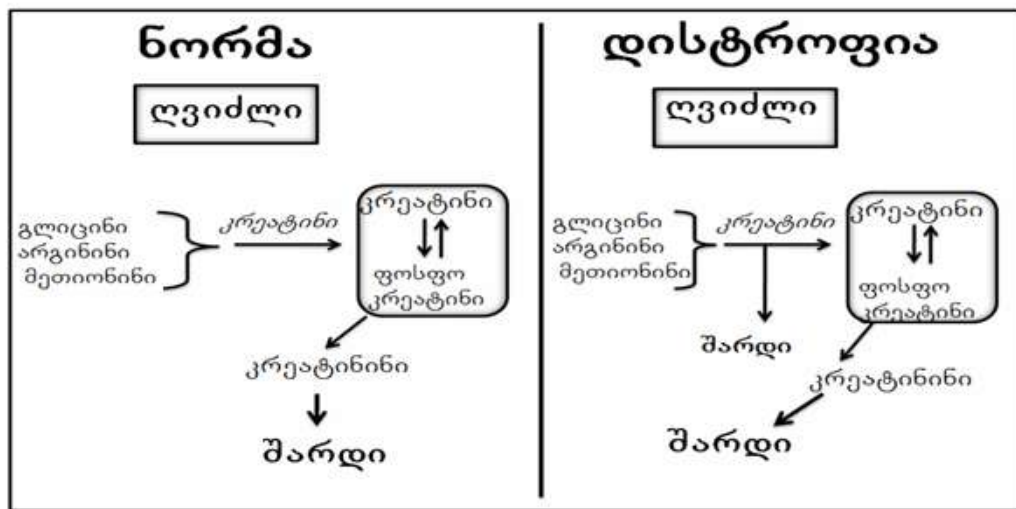 ნორმა
ღვიძლი
გლიცინი
არგინინი
მეთიონინი
კრეატინი
კრეატინი
ფოსფო
კრეატინი
კრეატინინი
შარდი
დისტროფია
ღვიძლი
გლიცინი
არგინინი
მეთიონინი
კრეატინი
კრეატინი
ფოსფო
კრეატინი
შარდი
კრეატინინი
შარდი